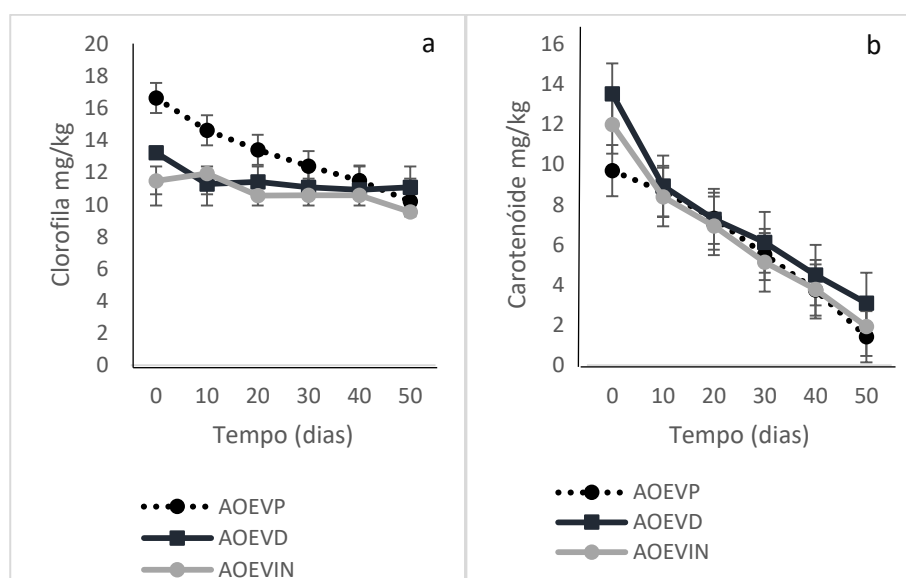 a
Clorofila mg/kg
20
18
16
14
12
10
8
6
4
2
0
0 10 20 30 40 50
Tempo (dias)
AOEVP
AOEVD
AOEVIN
b
Carotenóide mg/kg
16
14
12
10
8
6
4
2
0
0 10 20 30 40 50
Tempo (dias)
AOEVP
AOEVD
AOEVIN